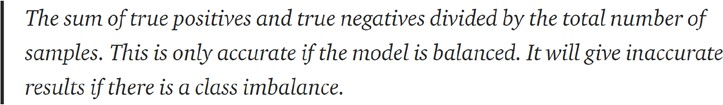 The sum of true positives and true negatives divided by the total number of
samples. This is only accurate if the model is balanced. It will give inaccurate
results if there is a class imbalance.